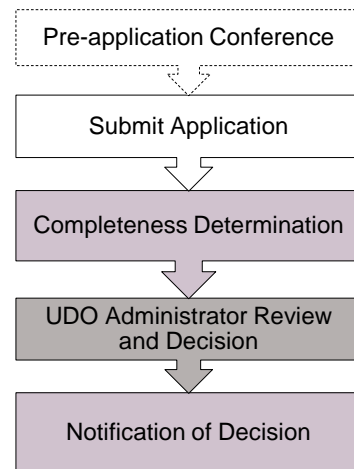 Pre-application Conference
Submit Application
Completeness Determination
UDO Administrator Review
and Decision
Notification of Decision